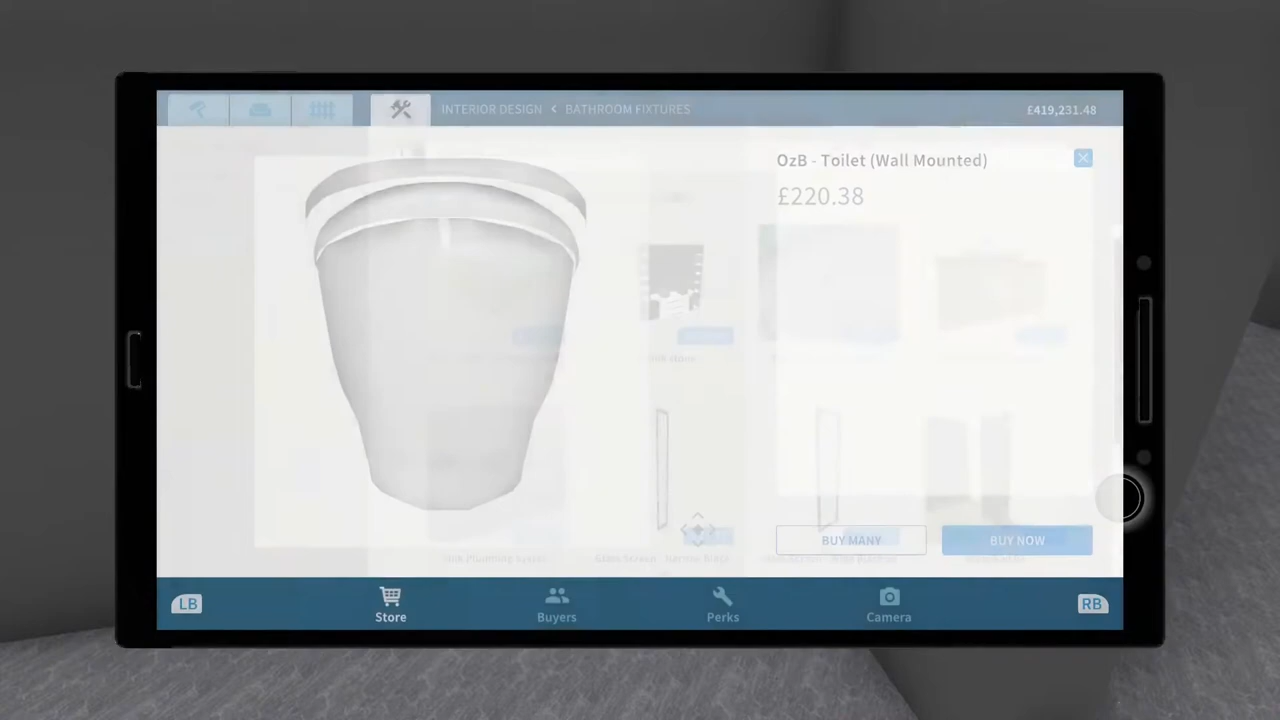 INTERIOR DESIGN < BATHROOM FIXTURES
£419,231.48
OzB - Toilet (Wall Mounted)
£220.38
BUY MANY
BUY NOW
LB
Store
Buyers
Perks
Camera
RB